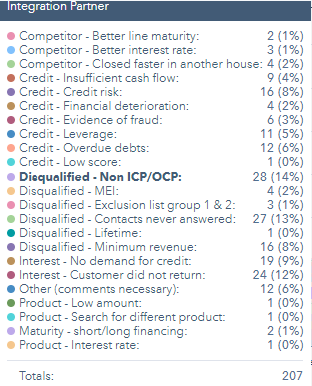 Integration Partner
Competitor - Better line maturity: 2 (1%)
Competitor - Better interest rate: 3 (1%)
Competitor - Closed faster in another house: 4 (2%)
Credit - Insufficient cash flow: 9 (4%)
Credit - Credit risk: 16 (8%)
Credit - Financial deterioration: 4 (2%)
Credit - Evidence of fraud: 6 (3%)
Credit - Leverage: 11 (5%)
Credit - Overdue debts: 12 (6%)
Credit - Low score: 1 (0%)
Disqualified - Non ICP/OCP: 28 (14%)
Disqualified - MEI: 4 (2%)
Disqualified - Exclusion list group 1 & 2: 3 (1%)
Disqualified - Contacts never answered: 27 (13%)
Disqualified - Lifetime: 1 (0%)
Disqualified - Minimum revenue: 16 (8%)
Interest - No demand for credit: 19 (9%)
Interest - Customer did not return: 24 (12%)
Other (comments necessary): 12 (6%)
Product - Low amount: 1 (0%)
Product - Search for different product: 1 (0%)
Maturity - short/long financing: 2 (1%)
Product - Interest rate: 1 (0%)
Totals: 207